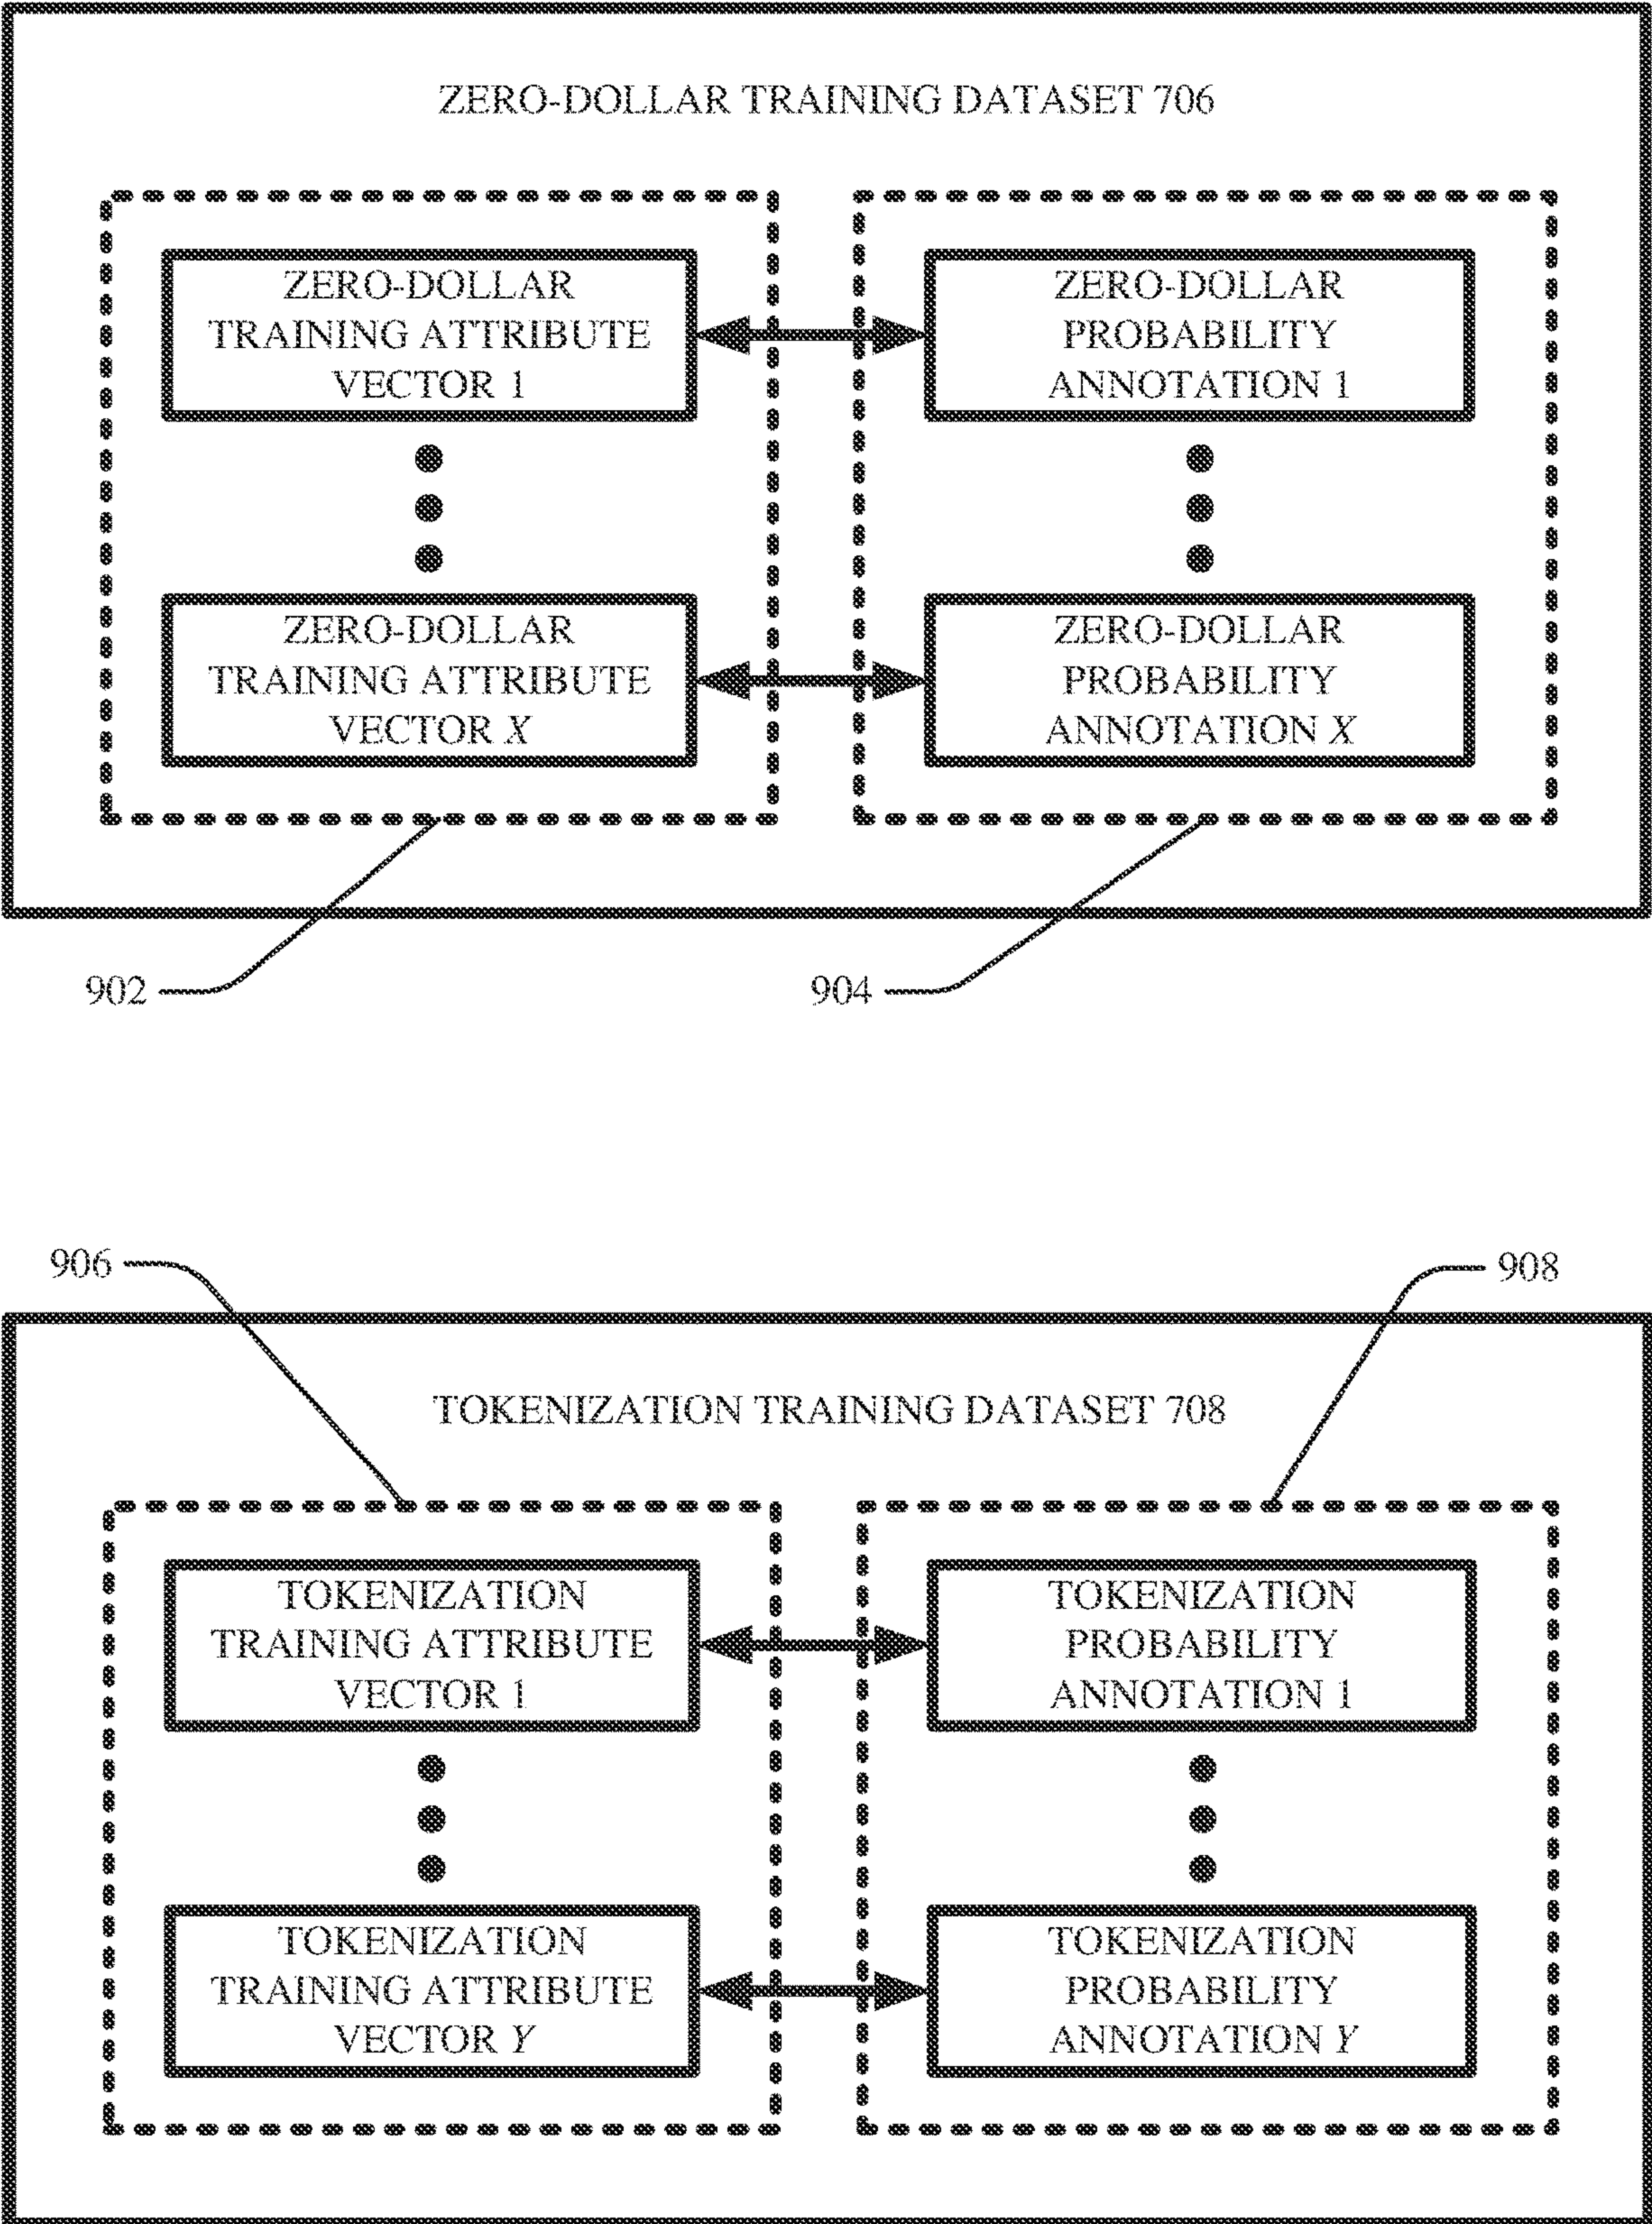 ZERO-DOLLAR TRAINING DATASET 706
ZERO-DOLLAR
TRAINING ATTRIBUTE
VECTOR 1
ZERO-DOLLAR
PROBABILITY
ANNOTATION 1
ZERO-DOLLAR
TRAINING ATTRIBUTE
VECTOR X
ZERO-DOLLAR
PROBABILITY
ANNOTATION X
902
904
906
908
TOKENIZATION TRAINING DATASET 708
TOKENIZATION
TRAINING ATTRIBUTE
VECTOR 1
TOKENIZATION
PROBABILITY
ANNOTATION 1
TOKENIZATION
TRAINING ATTRIBUTE
VECTOR Y
TOKENIZATION
PROBABILITY
ANNOTATION Y